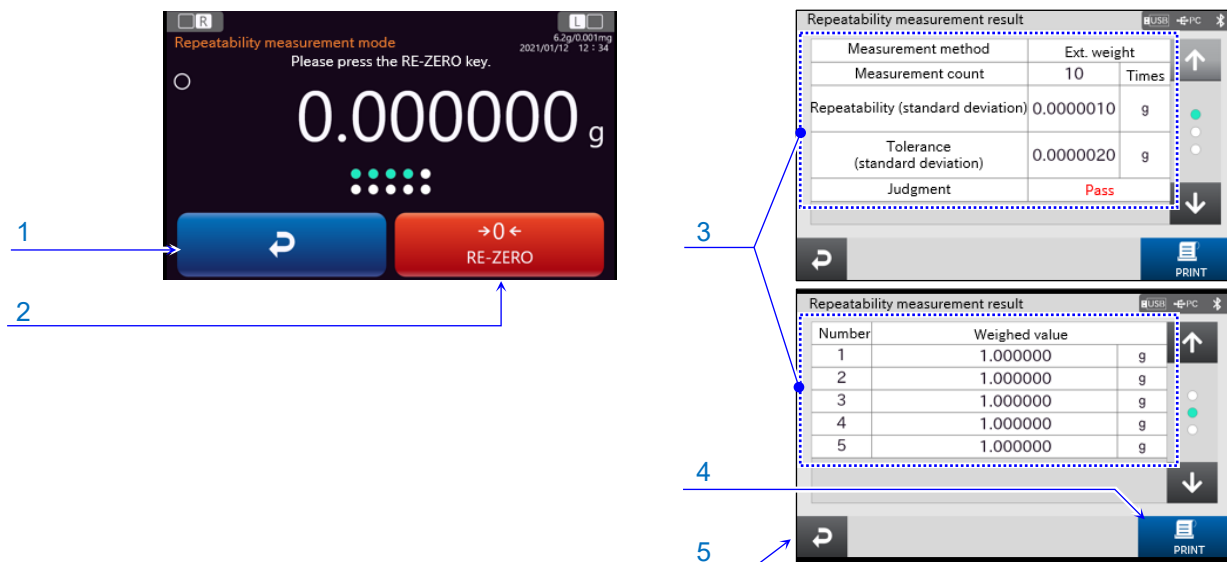 R
L
Repeatability measurement mode
6.2g/0.001mg
2021/01/12 12:34
Please press the RE-ZERO key.
0.000000 g
→0←
RE-ZERO
1
2
Repeatability measurement result
USB PC
Measurement method Ext. weight
Measurement count 10 Times
Repeatability (standard deviation) 0.0000010 g
Tolerance
(standard deviation) 0.0000020 g
Judgment Pass
PRINT
3
Repeatability measurement result
USB PC
Number Weighed value
1 1.000000 g
2 1.000000 g
3 1.000000 g
4 1.000000 g
5 1.000000 g
PRINT
4
5